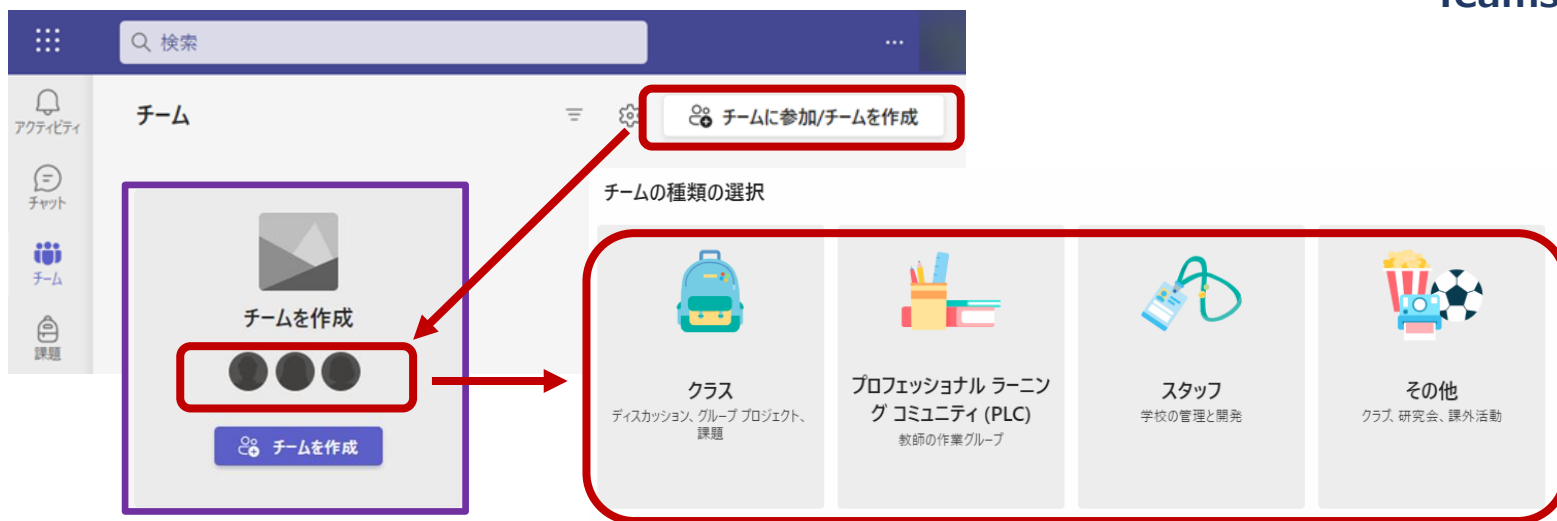 Teams
検索
アクティビティ
チーム
チームに参加/チームを作成
チャット
チーム
課題
チームを作成
チームを作成
チームの種類の選択
クラス
ディスカッション、グループ プロジェクト、
課題
プロフェッショナル ラーニン
グ コミュニティ (PLC)
教師の作業グループ
スタッフ
学校の管理と開発
その他
クラブ、研究会、課外活動